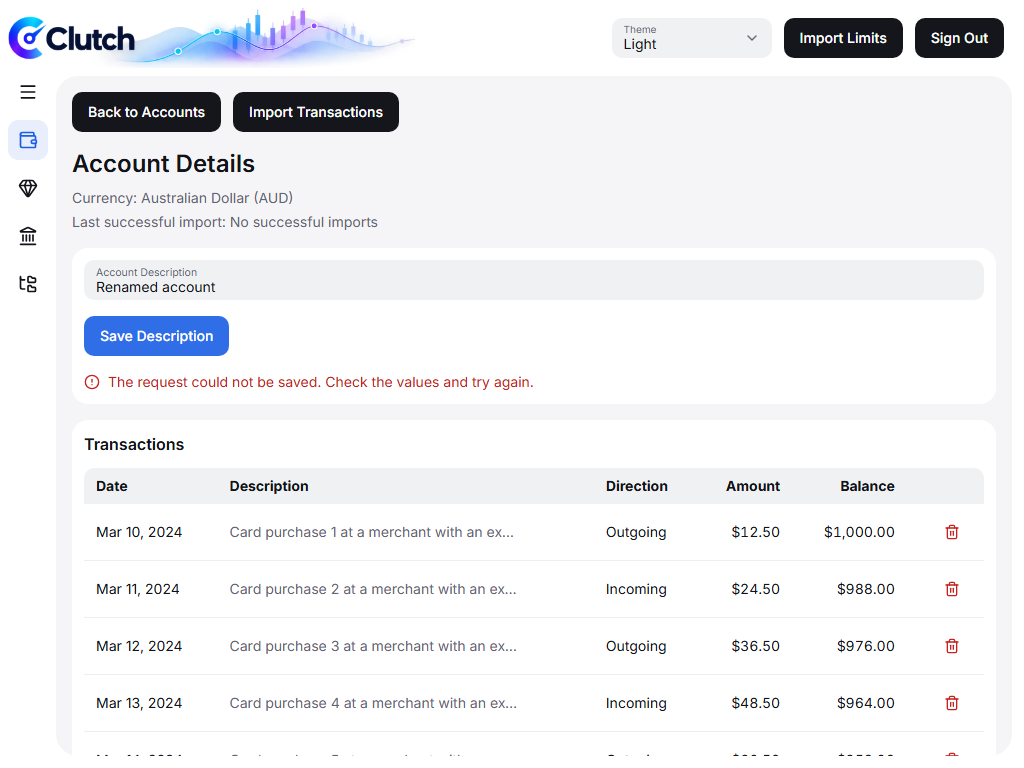 Clutch
Theme
Light
Import Limits
Sign Out
Back to Accounts
Import Transactions
Account Details
Currency: Australian Dollar (AUD)
Last successful import: No successful imports
Account Description
Renamed account
Save Description
The request could not be saved. Check the values and try again.
Transactions
Date Description Direction Amount Balance
Mar 10, 2024 Card purchase 1 at a merchant with an ex... Outgoing $12.50 $1,000.00
Mar 11, 2024 Card purchase 2 at a merchant with an ex... Incoming $24.50 $988.00
Mar 12, 2024 Card purchase 3 at a merchant with an ex... Outgoing $36.50 $976.00
Mar 13, 2024 Card purchase 4 at a merchant with an ex... Incoming $48.50 $964.00